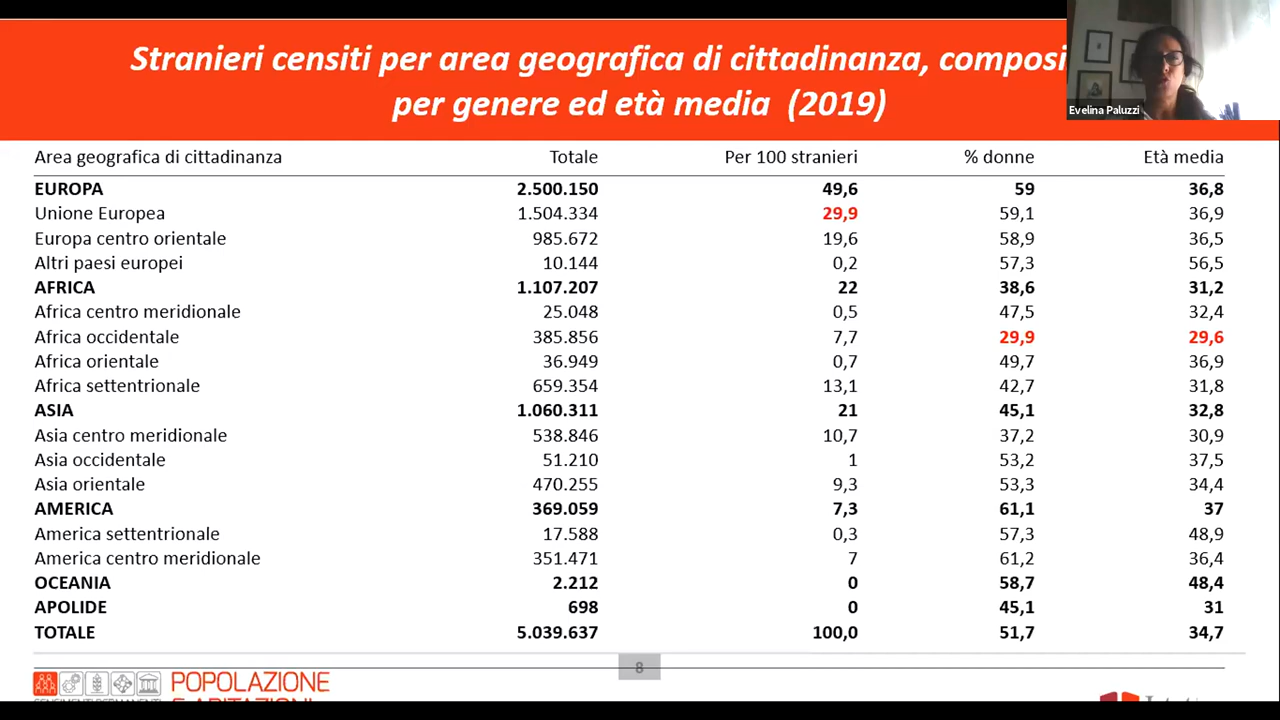 Stranieri censiti per area geografica di cittadinanza,
per genere ed età media (2019)
Evelina Paluzzi
Area geografica di cittadinanza Totale Per 100 stranieri % donne Età media
EUROPA 2.500.150 49,6 59 36,8
Unione Europea 1.504.334 29,9 59,1 36,9
Europa centro orientale 985.672 19,6 58,9 36,5
Altri paesi europei 10.144 0,2 57,3 56,5
AFRICA 1.107.207 22 38,6 31,2
Africa centro meridionale 25.048 0,5 47,5 32,4
Africa occidentale 385.856 7,7 29,9 29,6
Africa orientale 36.949 0,7 49,7 36,9
Africa settentrionale 659.354 13,1 42,7 31,8
ASIA 1.060.311 21 45,1 32,8
Asia centro meridionale 538.846 10,7 37,2 30,9
Asia occidentale 51.210 1 53,2 37,5
Asia orientale 470.255 9,3 53,3 34,4
AMERICA 369.059 7,3 61,1 37
America settentrionale 17.588 0,3 57,3 48,9
America centro meridionale 351.471 7 61,2 36,4
OCEANIA 2.212 0 58,7 48,4
APOLIDE 698 0 45,1 31
TOTALE 5.039.637 100,0 51,7 34,7
8
POPOLAZIONE